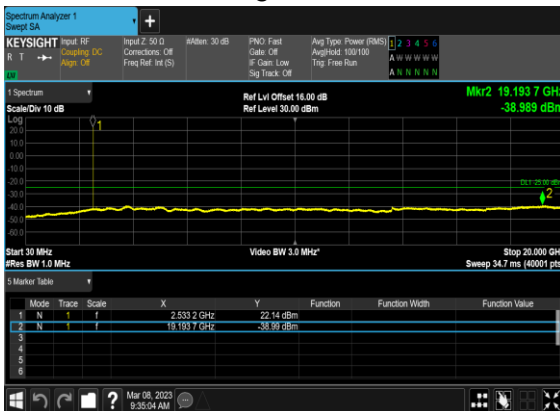 Spectrum Analyzer 1
Swept SA
KEYSIGHT Input: RF Input Z: 50 Ω #Atten: 30 dB PNO: Fast Avg Type: Power (RMS) 1 2 3 4 5 6
R T Coupling: DC Corrections: Off Gate: Off Avg|Hold: 100/100 A W W W W W
Align: Off Freq Ref: Int (S) IF Gain: Low Trig: Free Run
LV Sig Track: Off A N N N N N
1 Spectrum Ref Lvl Offset 16.00 dB Mkr2 19.193 7 GHz
Scale/Div 10 dB Ref Level 30.00 dBm -38.989 dBm
Log
20.0 1
10.0
0.00
-10.0
-20.0 DL1 -25.00 dBm
-30.0 2
-40.0
-50.0
-60.0
Start 30 MHz Video BW 3.0 MHz* Stop 20.000 GHz
#Res BW 1.0 MHz Sweep 34.7 ms (40001 pts)
5 Marker Table
Mode Trace Scale X Y Function Function Width Function Value
1 N 1 f 2.533 2 GHz 22.14 dBm
2 N 1 f 19.193 7 GHz -38.99 dBm
3
4
5
6
? Mar 08, 2023
9:35:04 AM